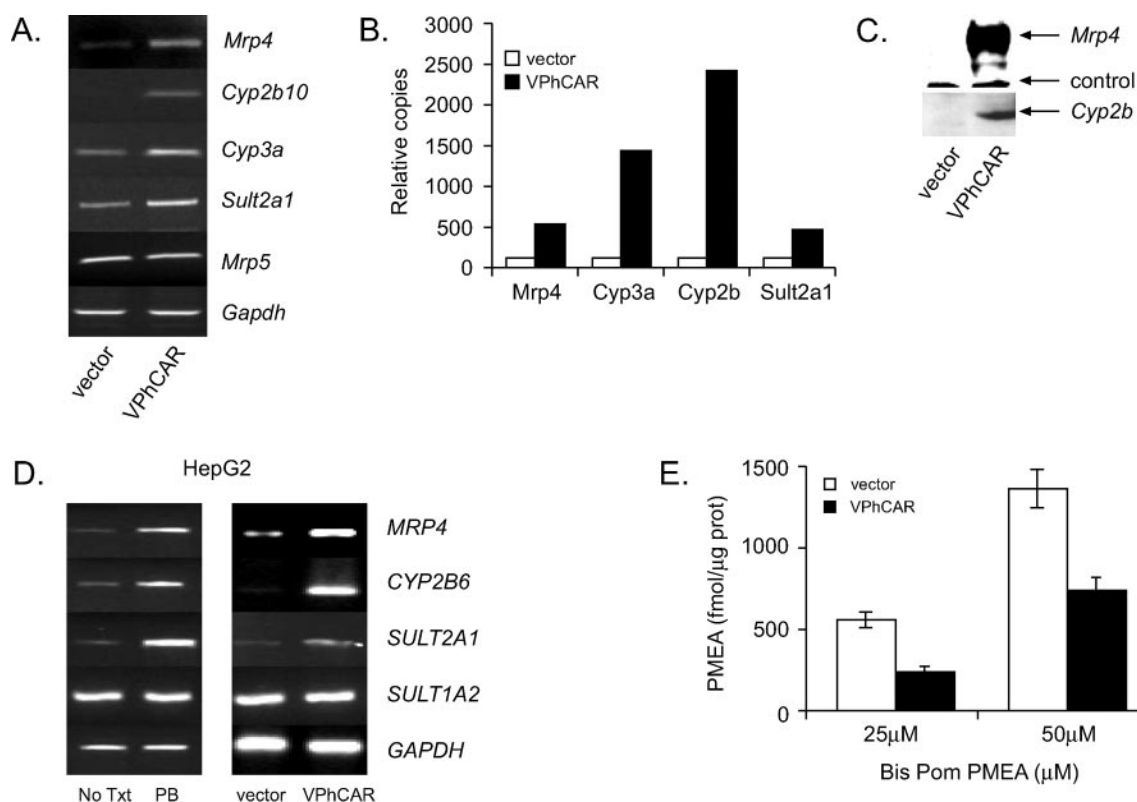 A.
Mrp4
Cyp2b10
Cyp3a
Sult2a1
Mrp5
Gapdh
vector
VPhCAR
B.
vector
VPhCAR
Relative copies
3000
2500
2000
1500
1000
500
0
Mrp4 Cyp3a Cyp2b Sult2a1
C.
Mrp4
control
Cyp2b
vector
VPhCAR
D.
HepG2
MRP4
CYP2B6
SULT2A1
SULT1A2
GAPDH
No Txt PB vector VPhCAR
E.
vector
VPhCAR
PMEA (fmol/μg prot)
1500
1000
500
0
25μM 50μM
Bis Pom PMEA (μM)